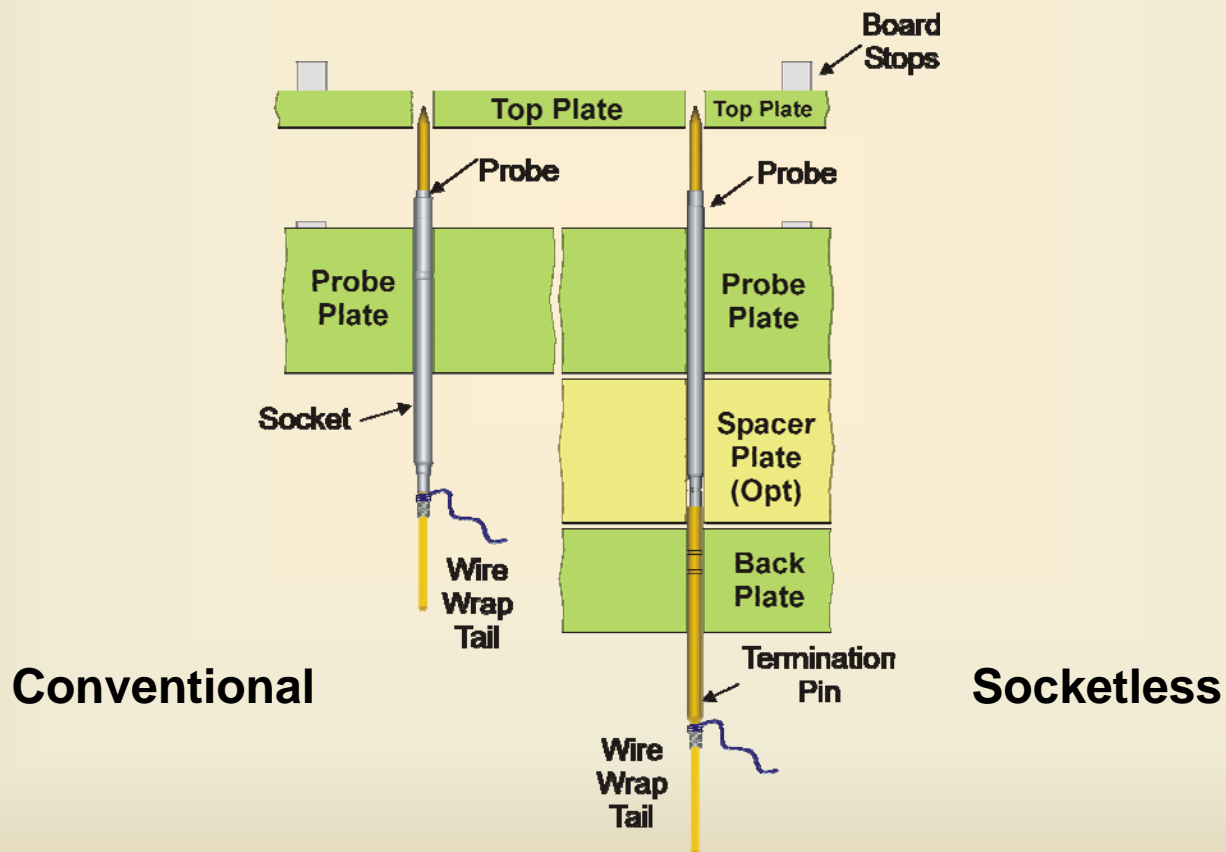 Board
Stops
Top Plate
Top Plate
Probe
Probe
Probe
Plate
Probe
Plate
Socket
Spacer
Plate
(Opt)
Wire
Wrap
Tail
Back
Plate
Termination
Pin
Conventional
Socketless
Wire
Wrap
Tail